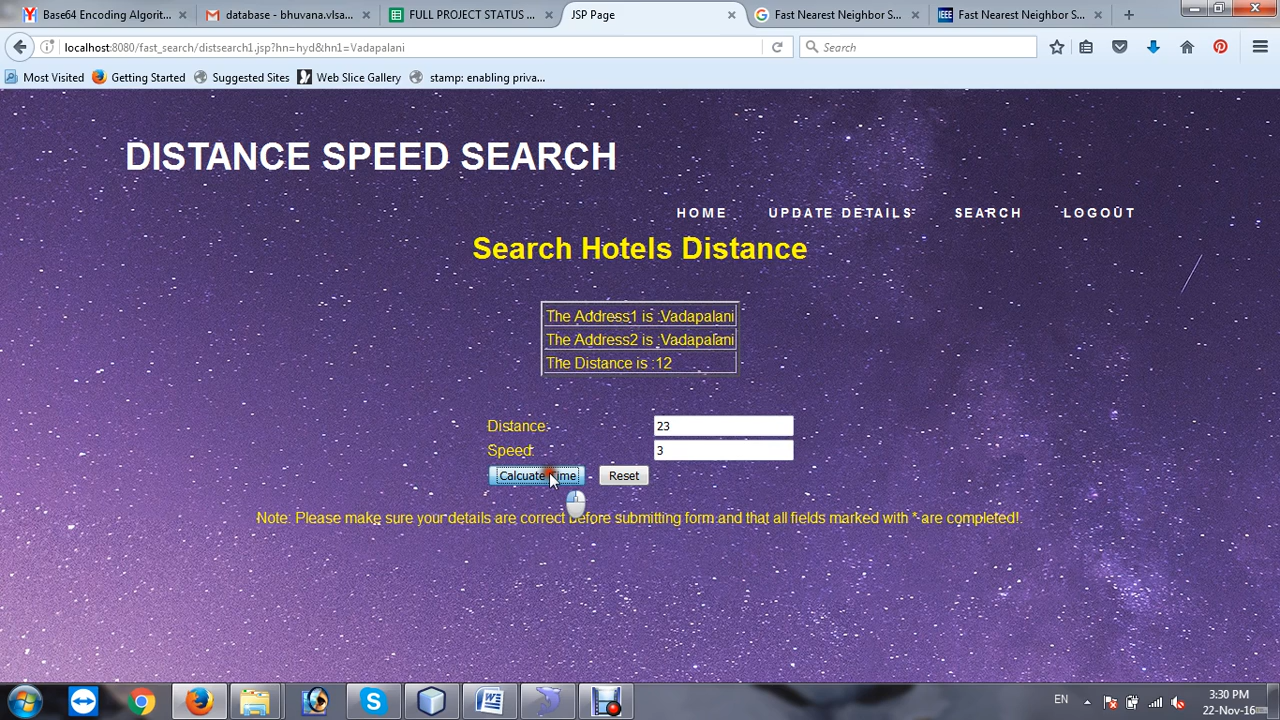 Base64 Encoding Algorit...
database - bhuvana.vlsa...
FULL PROJECT STATUS ...
JSP Page
Fast Nearest Neighbor S...
IEEE Fast Nearest Neighbor S...
localhost:8080/fast_search/distsearch1.jsp?hn=hyd&hn1=Vadapalani
Search
Most Visited
Getting Started
Suggested Sites
Web Slice Gallery
stamp: enabling priva...
DISTANCE SPEED SEARCH
HOME UPDATE DETAILS SEARCH LOGOUT
Search Hotels Distance
The Address1 is :Vadapalani
The Address2 is :Vadapalani
The Distance is :12
Distance: 23
Speed: 3
Calcuate Time Reset
Note: Please make sure your details are correct before submitting form and that all fields marked with * are completed!.
EN
3:30 PM
22-Nov-16